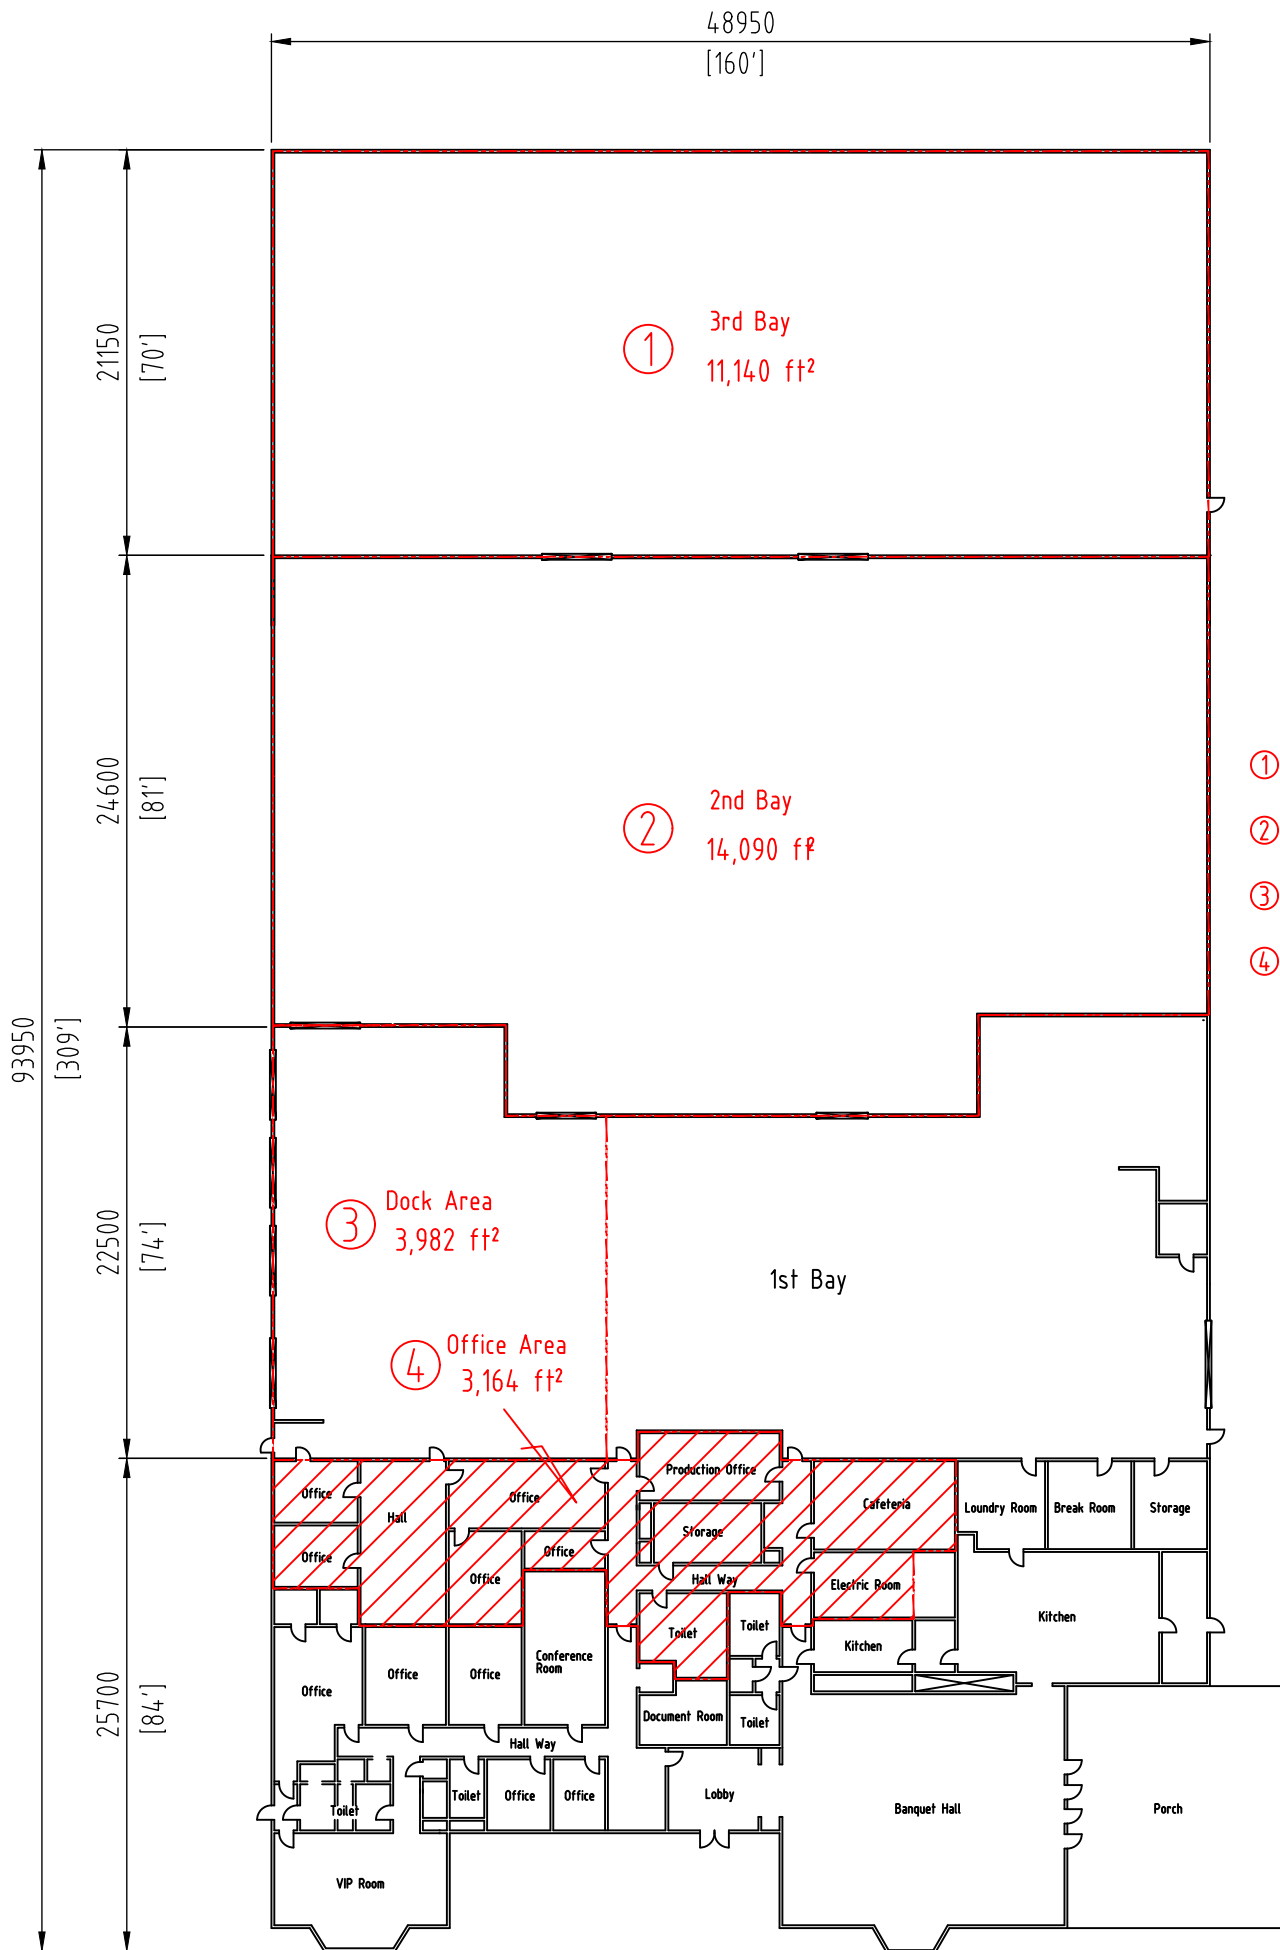 48950
[160']
21150
[70']
3rd Bay
1
11,140 ft²
24600
[81']
2nd Bay
2
14,090 ft²
1
2
3
4
93950
[309']
22500
[74']
Dock Area
3
3,982 ft²
1st Bay
Office Area
4
3,164 ft²
Production Office
Office
Office
Hall
Cafeteria
Loundry Room
Break Room
Storage
Storage
Office
Office
Office
Hall Way
Electric Room
Kitchen
Toilet
Toilet
Kitchen
Conference
Room
Office
Office
Office
25700
[84']
Document Room
Toilet
Hall Way
Toilet
Office
Office
Lobby
Toilet
Banquet Hall
Porch
VIP Room